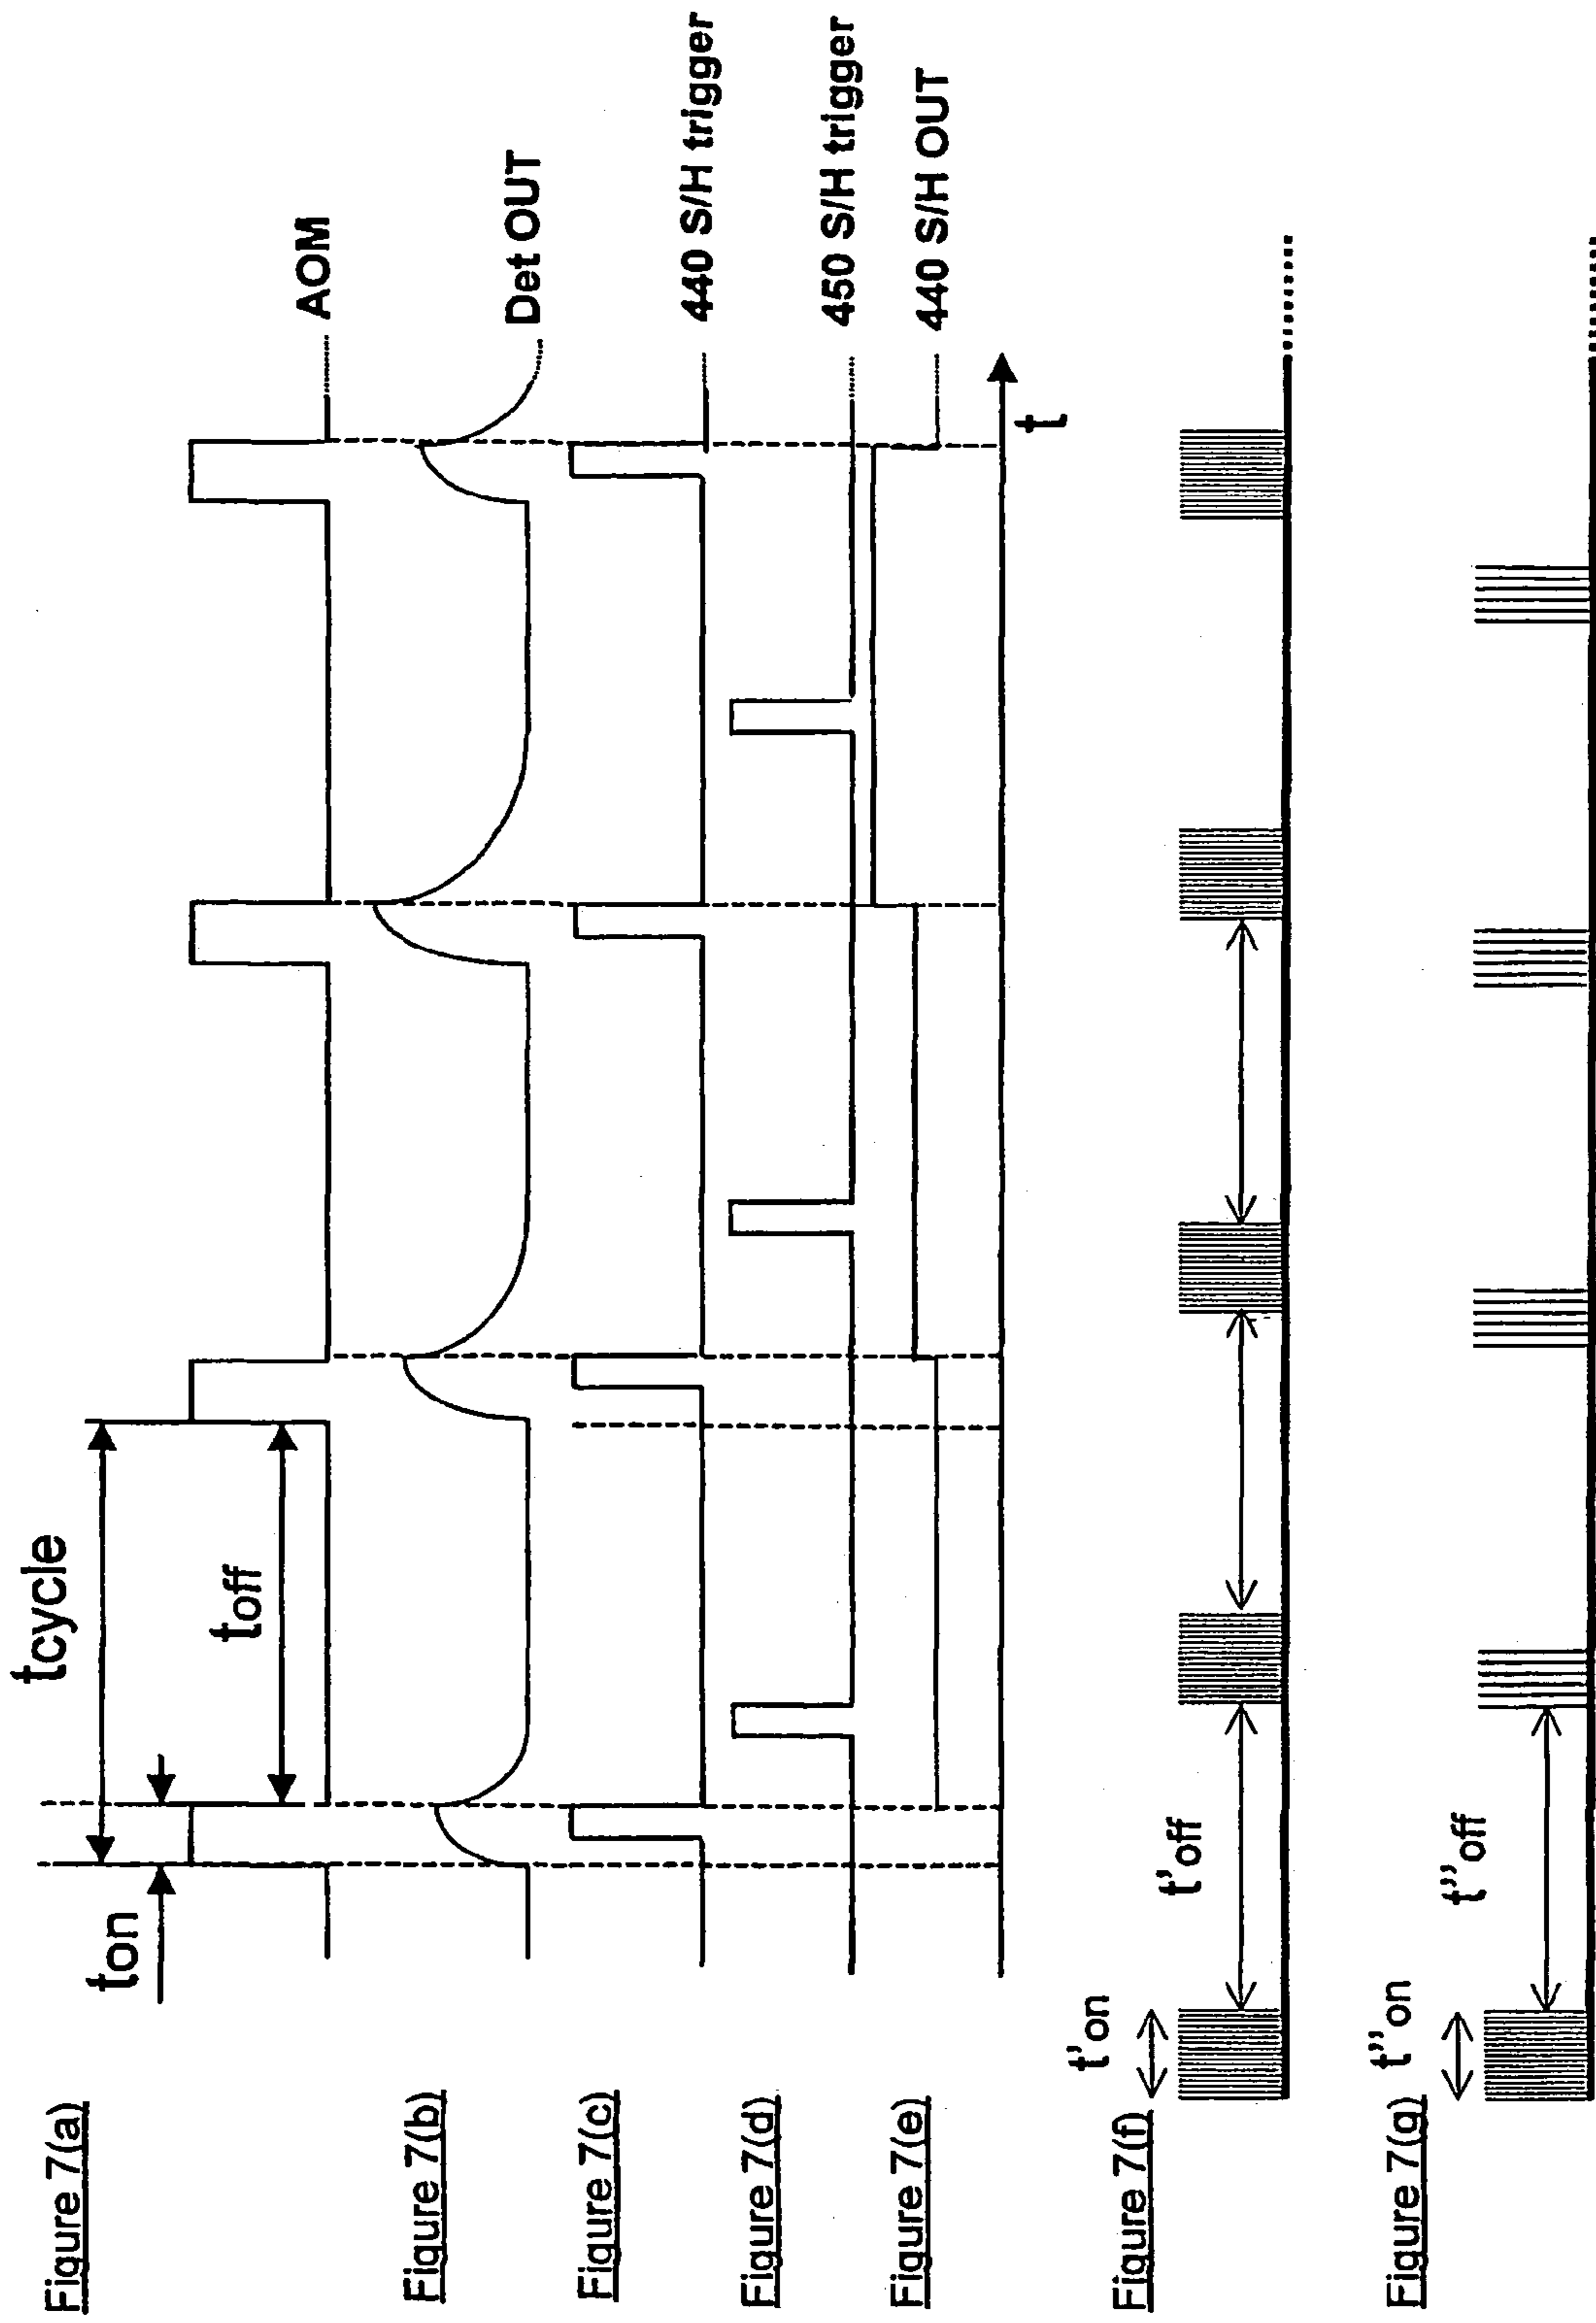 Figure 7(a)
ton
tcycle
toff
AOM
Figure 7(b)
Det OUT
Figure 7(c)
440 S/H trigger
Figure 7(d)
450 S/H trigger
Figure 7(e)
440 S/H OUT
t
Figure 7(f)
t'on
t'off
Figure 7(g)
t''on
t''off